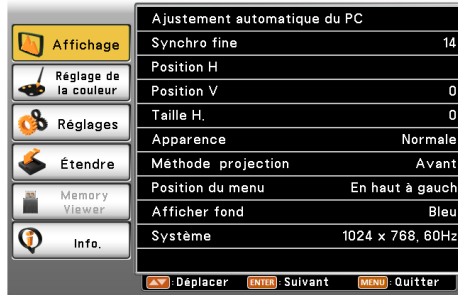 Affichage
Réglage de
la couleur
Réglages
Étendre
Memory
Viewer
Info.
Ajustement automatique du PC
Synchro fine 14
Position H
Position V 0
Taille H. 0
Apparence Normale
Méthode projection Avant
Position du menu En haut à gauch
Afficher fond Bleu
Système 1024 x 768, 60Hz
: Déplacer ENTER : Suivant MENU : Quitter